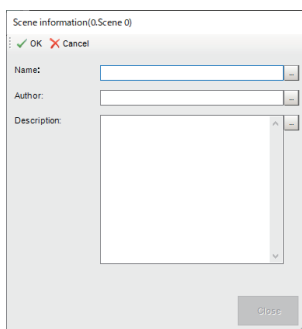 Scene information(0.Scene 0)
OK Cancel
Name:
...
Author:
...
Description:
...
Close